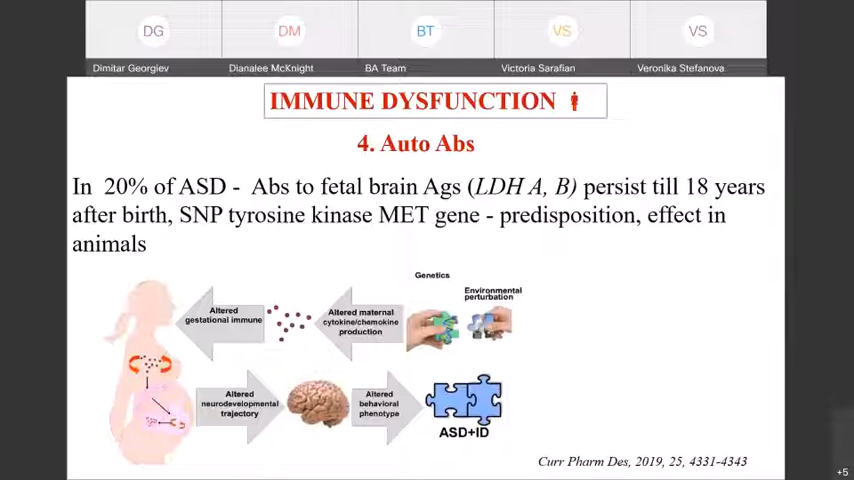 DG
DM
BT
VS
VS
Dimitar Georgiev
Dianalee McKnight
BA Team
Victoria Sarafian
Veronika Stefanova
IMMUNE DYSFUNCTION
4. Auto Abs
In 20% of ASD - Abs to fetal brain Ags (LDH A, B) persist till 18 years
after birth, SNP tyrosine kinase MET gene - predisposition, effect in
animals
Genetics
Environmental
perturbation
Altered
gestational immune
Altered maternal
cytokine/chemokine
production
Altered
neurodevelopmental
trajectory
Altered
behavioral
phenotype
ASD+ID
Curr Pharm Des, 2019, 25, 4331-4343
+5